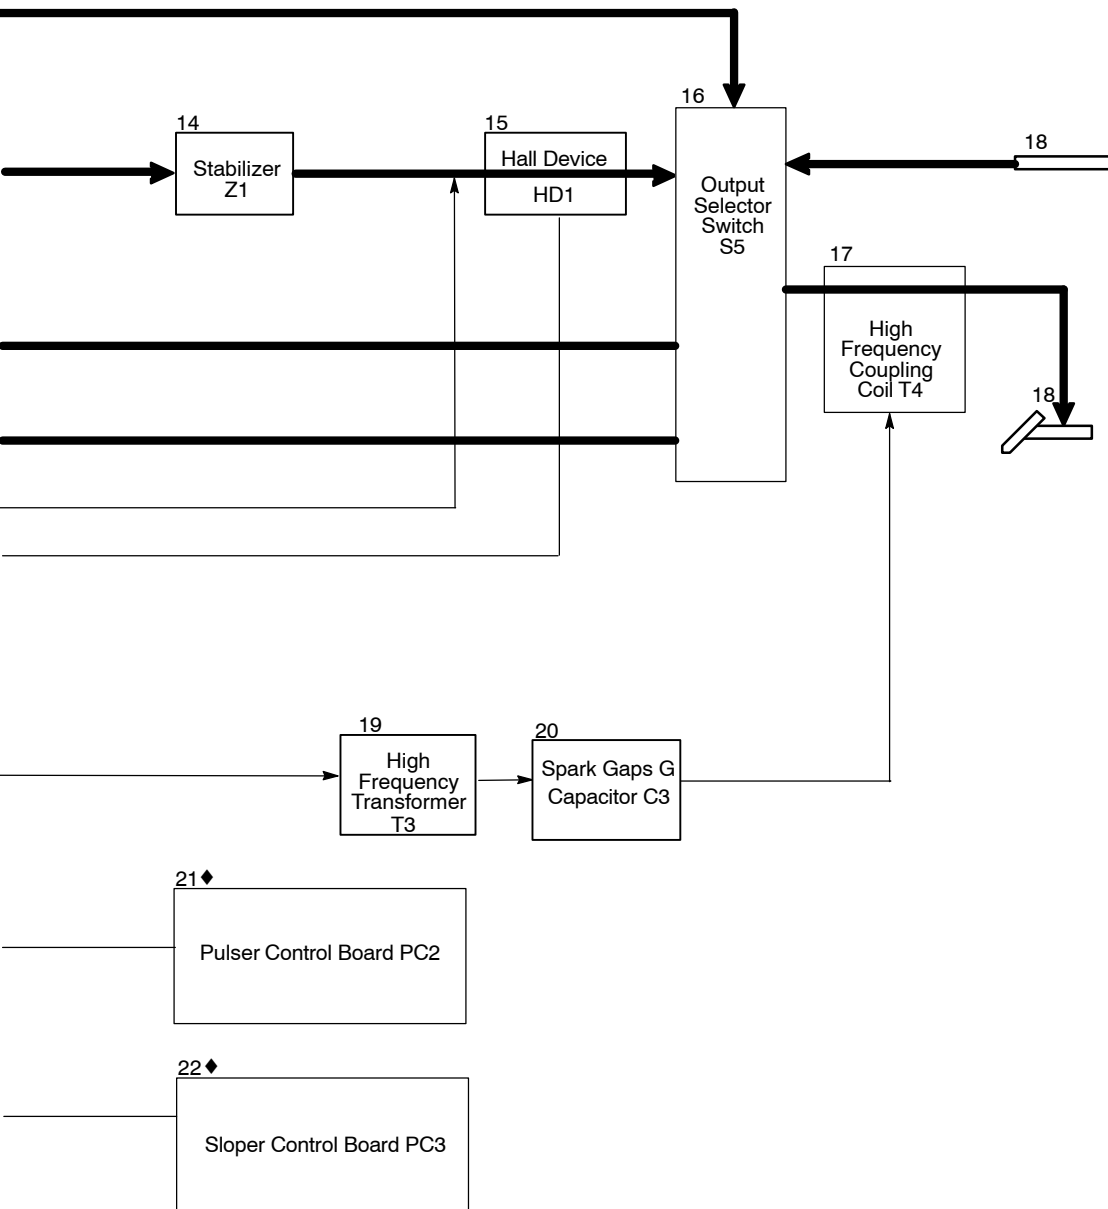 14
Stabilizer
Z1
15
Hall Device
HD1
16
Output
Selector
Switch
S5
18
17
High
Frequency
Coupling
Coil T4
18
19
High
Frequency
Transformer
T3
20
Spark Gaps G
Capacitor C3
21♦
Pulser Control Board PC2
22♦
Sloper Control Board PC3